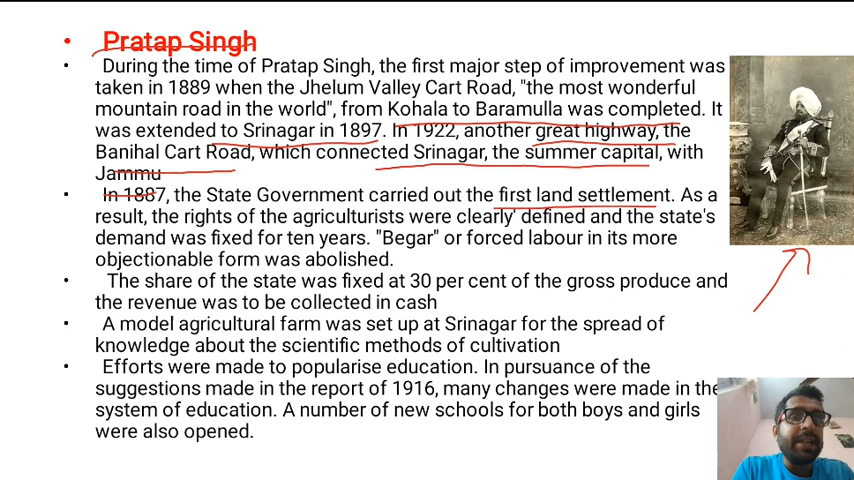 • Pratap Singh
• During the time of Pratap Singh, the first major step of improvement was
taken in 1889 when the Jhelum Valley Cart Road, "the most wonderful
mountain road in the world", from Kohala to Baramulla was completed. It
was extended to Srinagar in 1897. In 1922, another great highway, the
Banihal Cart Road, which connected Srinagar, the summer capital, with
Jammu
• In 1887, the State Government carried out the first land settlement. As a
result, the rights of the agriculturists were clearly' defined and the state's
demand was fixed for ten years. "Begar" or forced labour in its more
objectionable form was abolished.
• The share of the state was fixed at 30 per cent of the gross produce and
the revenue was to be collected in cash
• A model agricultural farm was set up at Srinagar for the spread of
knowledge about the scientific methods of cultivation
• Efforts were made to popularise education. In pursuance of the
suggestions made in the report of 1916, many changes were made in the
system of education. A number of new schools for both boys and girls
were also opened.